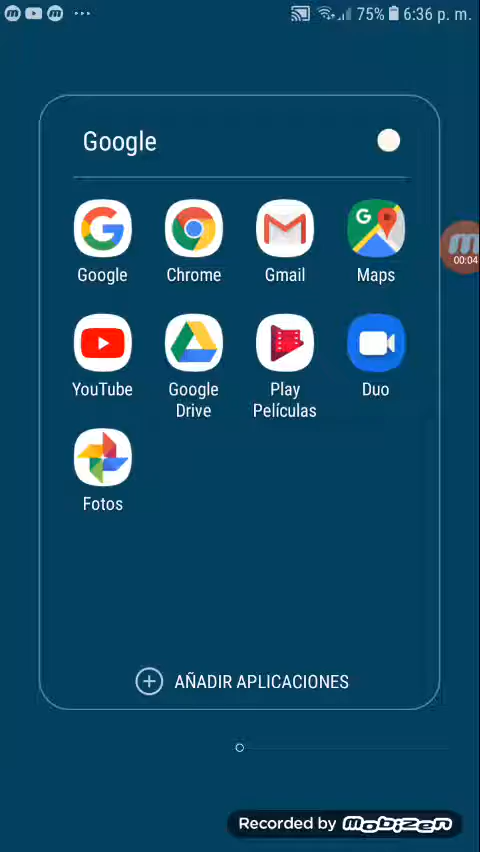 75% 6:36 p. m.
Google
Google Chrome Gmail Maps
00:04
YouTube Google Drive Play Películas Duo
Fotos
AÑADIR APLICACIONES
Recorded by mobizen